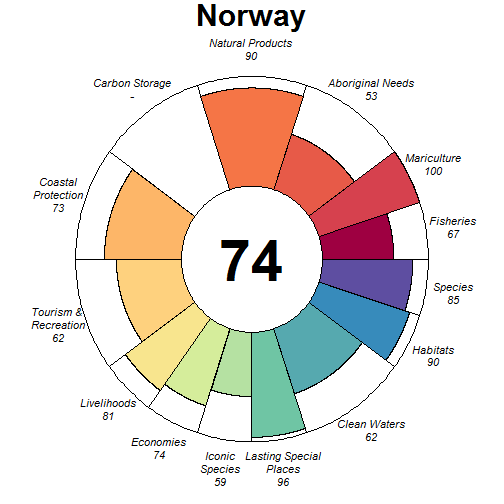 Norway
Natural Products
90
Carbon Storage
-
Aboriginal Needs
53
Mariculture
100
Coastal
Protection
73
Fisheries
67
74
Species
85
Tourism &
Recreation
62
Habitats
90
Livelihoods
81
Clean Waters
62
Economies
74
Iconic
Species
59
Lasting Special
Places
96